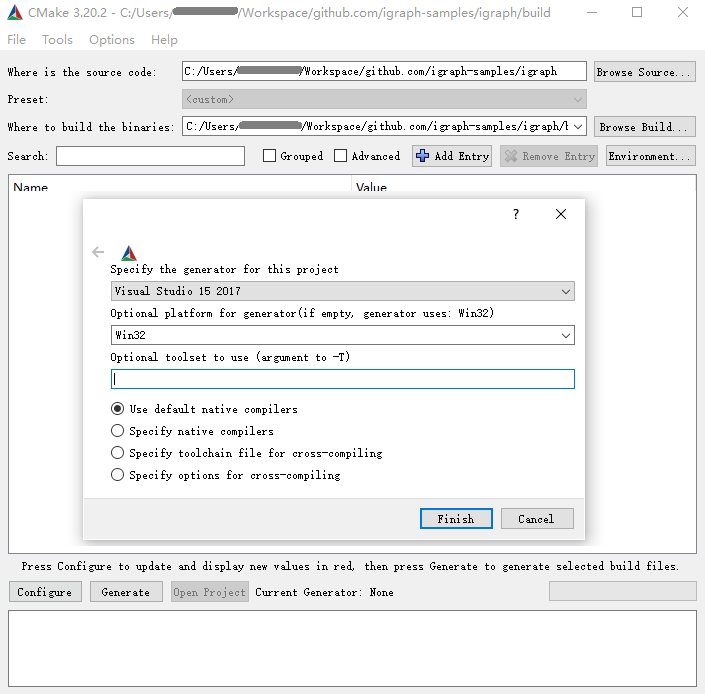 CMake 3.20.2 - C:/Users/ /Workspace/github.com/igraph-samples/igraph/build
File Tools Options Help
Where is the source code: C:/Users/ /Workspace/github.com/igraph-samples/igraph Browse Source...
Preset: <custom>
Where to build the binaries: C:/Users/ /Workspace/github.com/igraph-samples/igraph/b Browse Build...
Search: Grouped Advanced Add Entry Remove Entry Environment...
Name Value
?
Specify the generator for this project
Visual Studio 15 2017
Optional platform for generator(if empty, generator uses: Win32)
Win32
Optional toolset to use (argument to -T)
Use default native compilers
Specify native compilers
Specify toolchain file for cross-compiling
Specify options for cross-compiling
Finish Cancel
Press Configure to update and display new values in red, then press Generate to generate selected build files.
Configure Generate Open Project Current Generator: None